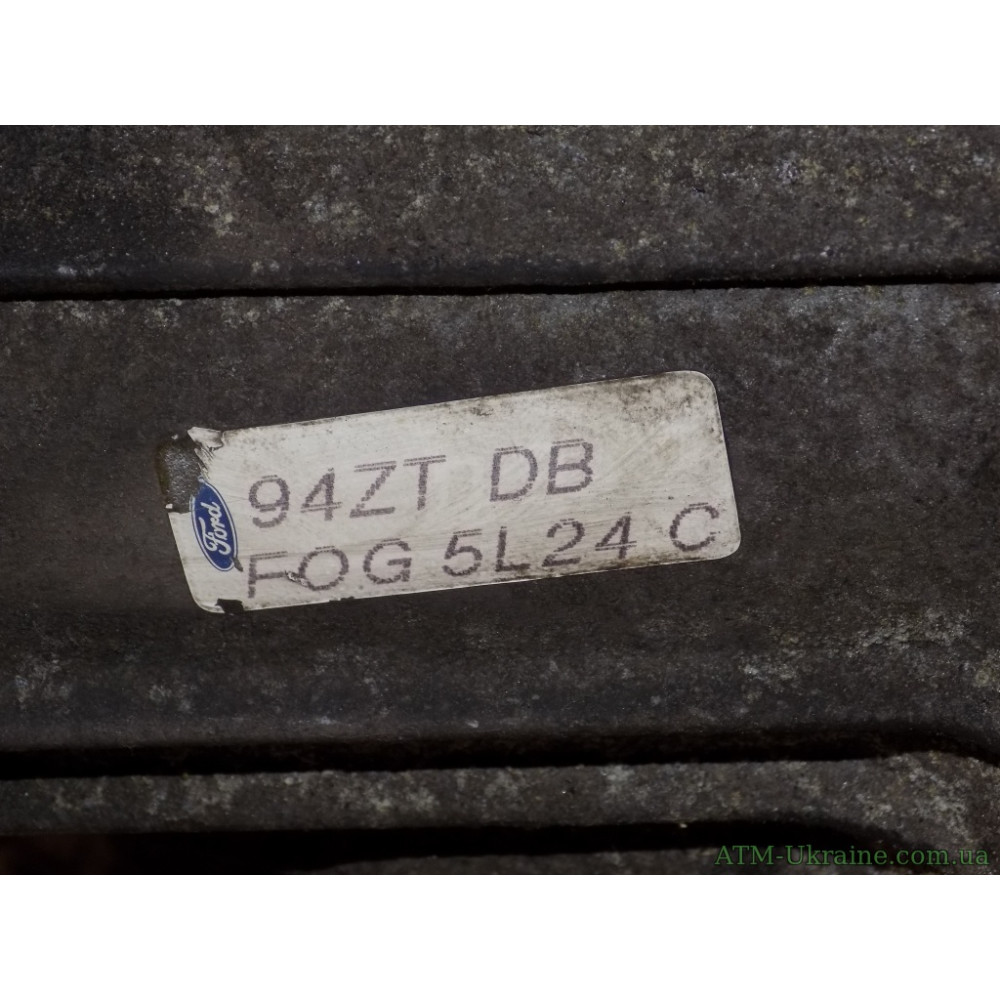 Ford
94ZT DB
FOG 5L24 C
ATM-Ukraine.com.ua